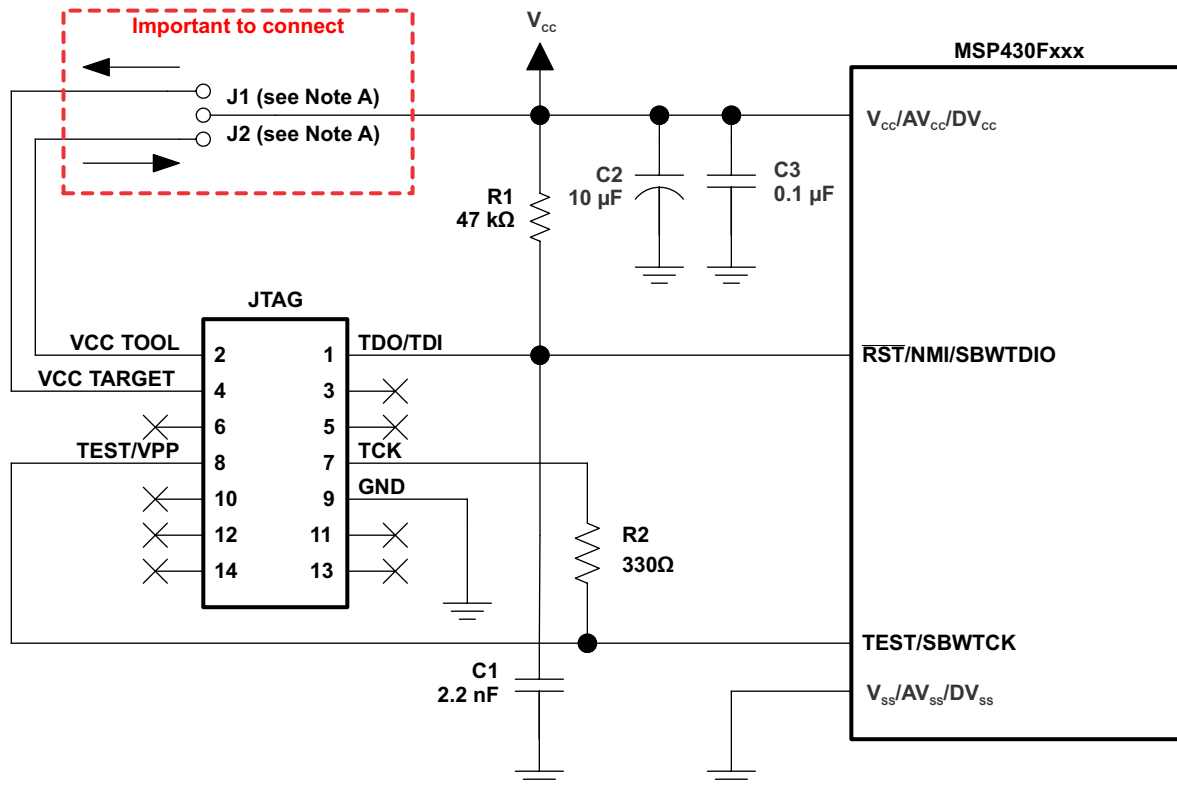 Important to connect
VCC
MSP430Fxxx
J1 (see Note A)
J2 (see Note A)
VCC/AVCC/DVCC
C2
10 µF
C3
0.1 µF
R1
47 kΩ
JTAG
VCC TOOL
2
1
TDO/TDI
RST/NMI/SBWTDIO
VCC TARGET
4
3
6
5
TEST/VPP
8
7
TCK
10
9
GND
12
11
14
13
R2
330Ω
TEST/SBWTCK
C1
2.2 nF
VSS/AVSS/DVSS